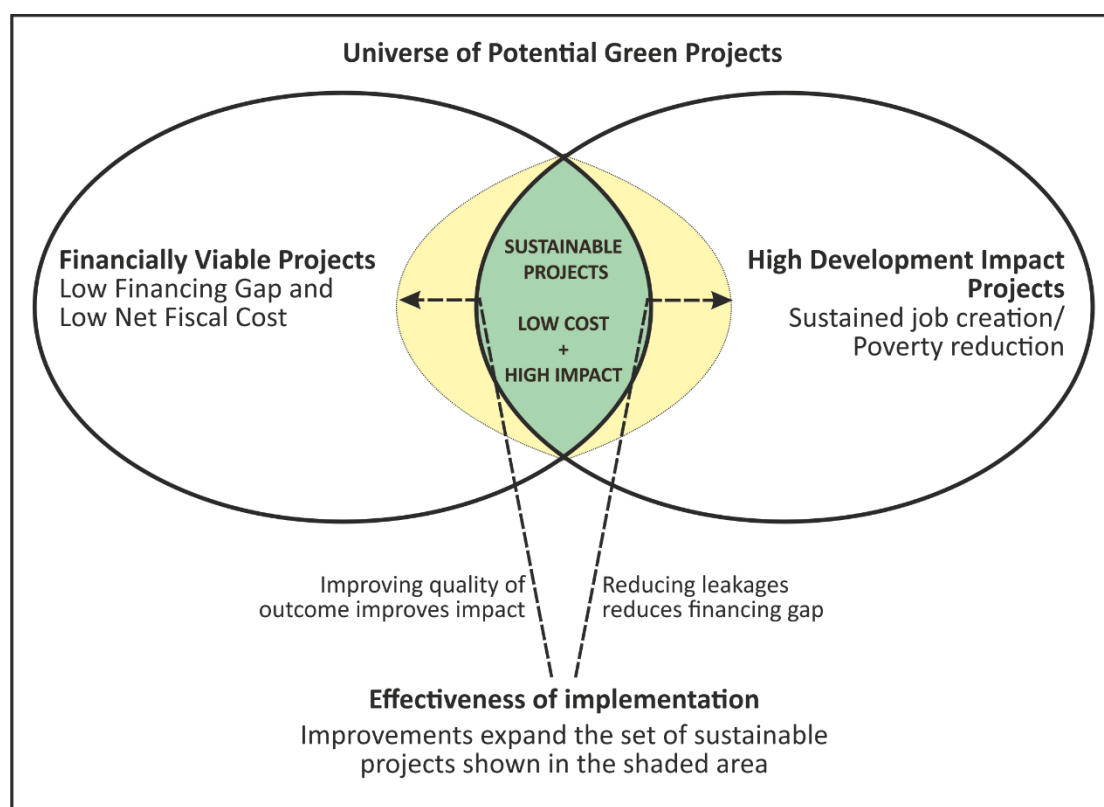 Universe of Potential Green Projects
Financially Viable Projects
Low Financing Gap and
Low Net Fiscal Cost
SUSTAINABLE
PROJECTS
LOW COST
+
HIGH IMPACT
High Development Impact
Projects
Sustained job creation/
Poverty reduction
Improving quality of
outcome improves impact
Reducing leakages
reduces financing gap
Effectiveness of implementation
Improvements expand the set of sustainable
projects shown in the shaded area